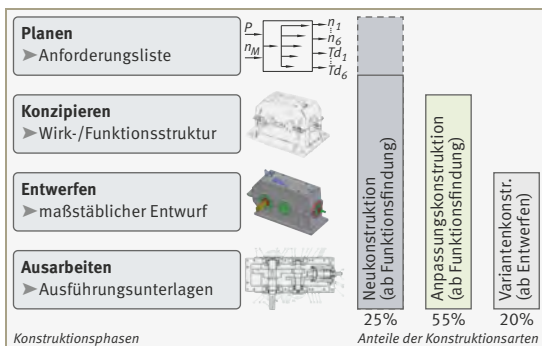 Planen
➤Anforderungsliste
P
n_M
n_1
n_6
Td_1
Td_6
Konzipieren
➤Wirk-/Funktionsstruktur
Entwerfen
➤maßstäblicher Entwurf
Ausarbeiten
➤Ausführungsunterlagen
Neukonstruktion
(ab Funktionsfindung)
Anpassungskonstruktion
(ab Funktionsfindung)
Variantenkonstr.
(ab Entwerfen)
25%
55%
20%
Konstruktionsphasen
Anteile der Konstruktionsarten